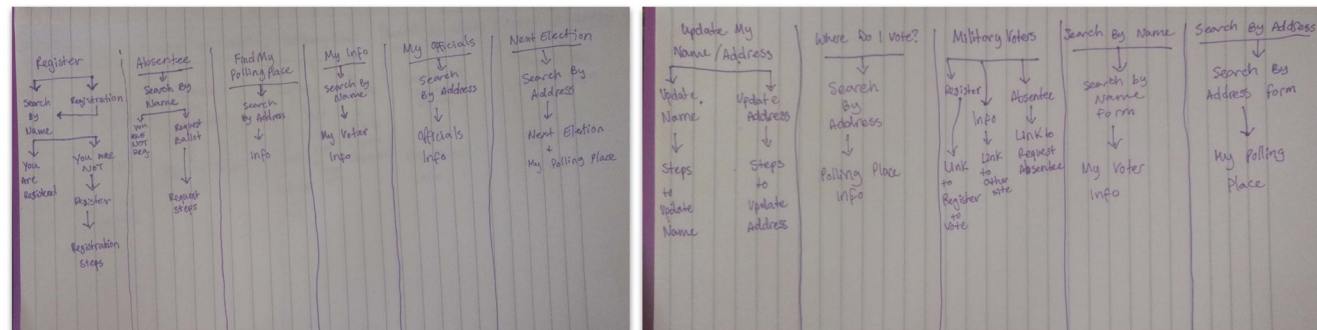 Register
Search
By
Name
Registration
You
Are
Registered
You Are
NOT
Register
Registration
Steps
Absentee
Search By
Name
You
Are
NOT
Reg.
Request
Ballot
Request
Steps
Find My
Polling Place
Search
By Address
Info
My Info
Search By
Name
My Voter
Info
My Officials
Search
By Address
Officials
Info
Next Election
Search By
Address
Next Election
+
My Polling Place
Update My
Name/Address
Update
Name
Steps
to
Update
Name
Update
Address
Steps
to
Update
Address
Where Do I Vote?
Search
By
Address
Polling Place
Info
Military Voters
Register
Link
to
Register
to
Vote
Info
Link
to
other
site
Absentee
Link to
Request
Absentee
Search By Name
Search by
Name
Form
My Voter
Info
Search By Address
Search By
Address form
My Polling
Place